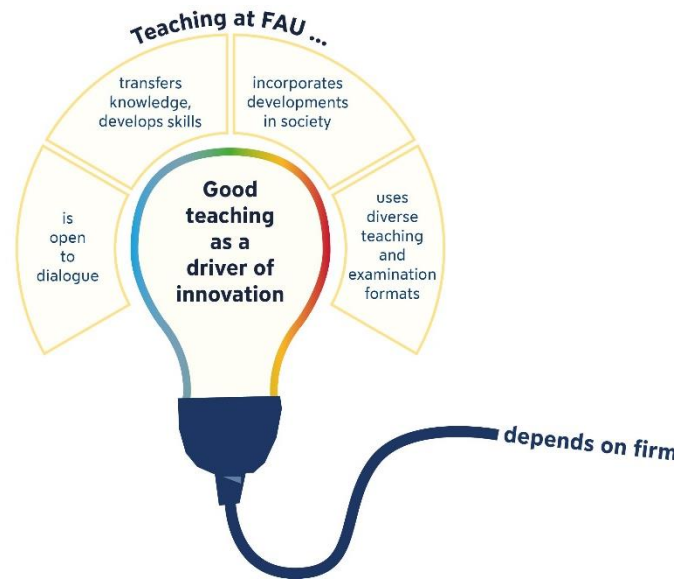 Teaching at FAU ...
is
open
to
dialogue
transfers
knowledge,
develops skills
incorporates
developments
in society
uses
diverse
teaching
and
examination
formats
Good
teaching
as a
driver of
innovation
depends on firm